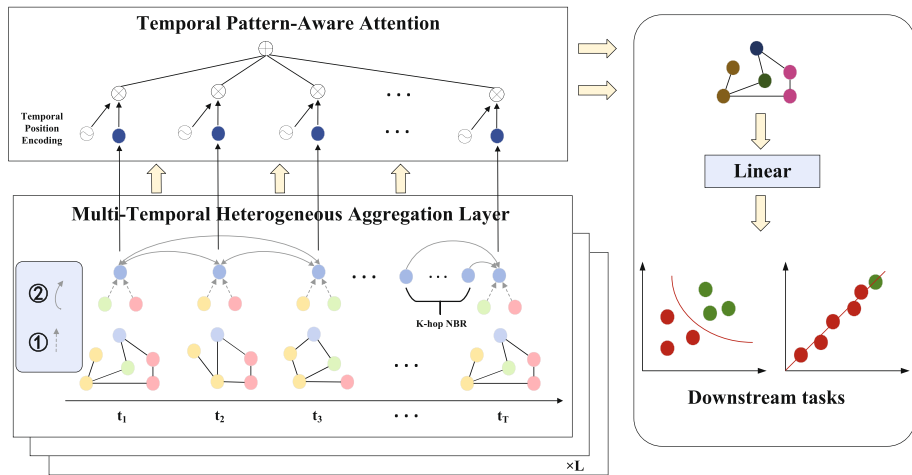 Temporal Pattern-Aware Attention
Temporal
Position
Encoding
Multi-Temporal Heterogeneous Aggregation Layer
②
①
K-hop NBR
t1
t2
t3
tT
×L
Linear
Downstream tasks